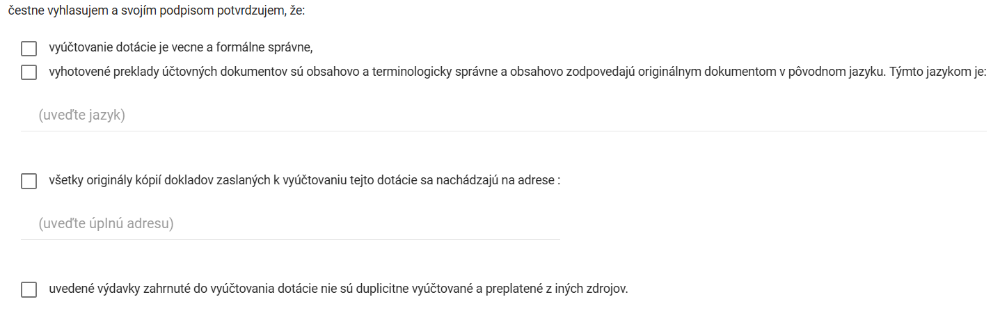 čestne vyhlasujem a svojím podpisom potvrdzujem, že:
vyúčtovanie dotácie je vecne a formálne správne,
vyhotovené preklady účtovných dokumentov sú obsahovo a terminologicky správne a obsahovo zodpovedajú originálnym dokumentom v pôvodnom jazyku. Týmto jazykom je:
(uveďte jazyk)
všetky originály kópií dokladov zaslaných k vyúčtovaniu tejto dotácie sa nachádzajú na adrese :
(uveďte úplnú adresu)
uvedené výdavky zahrnuté do vyúčtovania dotácie nie sú duplicitne vyúčtované a preplatené z iných zdrojov.